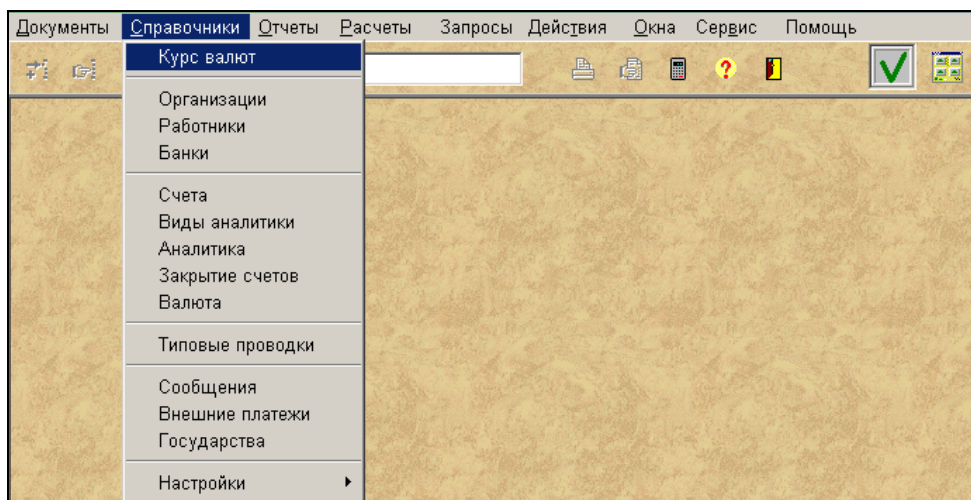 Документы Справочники Отчеты Расчеты Запросы Действия Окна Сервис Помощь
Курс валют
Организации
Работники
Банки
Счета
Виды аналитики
Аналитика
Закрытие счетов
Валюта
Типовые проводки
Сообщения
Внешние платежи
Государства
Настройки